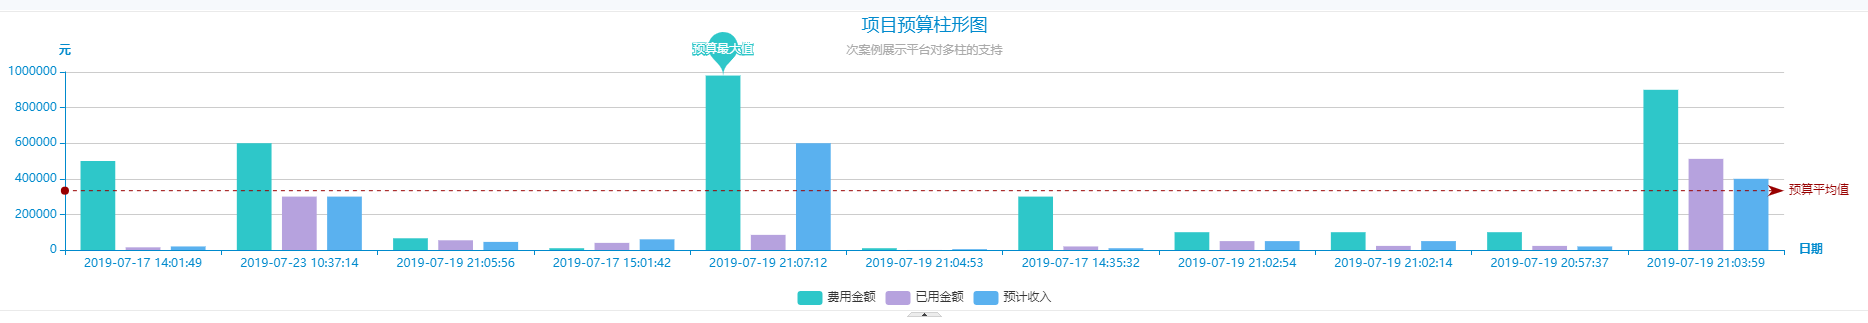 项目预算柱形图
次案例展示平台对多柱的支持
元
预算最大值
1000000
800000
600000
400000
200000
0
预算平均值
日期
2019-07-17 14:01:49
2019-07-23 10:37:14
2019-07-19 21:05:56
2019-07-17 15:01:42
2019-07-19 21:07:12
2019-07-19 21:04:53
2019-07-17 14:35:32
2019-07-19 21:02:54
2019-07-19 21:02:14
2019-07-19 20:57:37
2019-07-19 21:03:59
费用金额
已用金额
预计收入